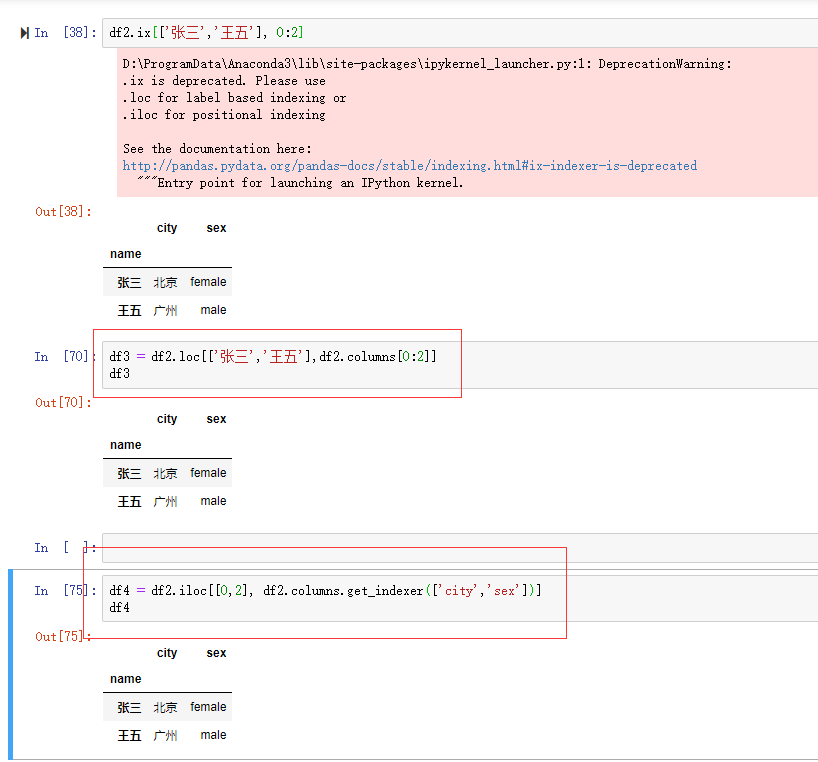 In [38]: df2.ix[['张三','王五'], 0:2]
D:\ProgramData\Anaconda3\lib\site-packages\ipykernel_launcher.py:1: DeprecationWarning:
.ix is deprecated. Please use
.loc for label based indexing or
.iloc for positional indexing
See the documentation here:
http://pandas.pydata.org/pandas-docs/stable/indexing.html#ix-indexer-is-deprecated
"""Entry point for launching an IPython kernel.
Out[38]:
city sex
name
张三 北京 female
王五 广州 male
In [70]: df3 = df2.loc[['张三','王五'],df2.columns[0:2]]
df3
Out[70]:
city sex
name
张三 北京 female
王五 广州 male
In [ ]:
In [75]: df4 = df2.iloc[[0,2], df2.columns.get_indexer(['city','sex'])]
df4
Out[75]:
city sex
name
张三 北京 female
王五 广州 male